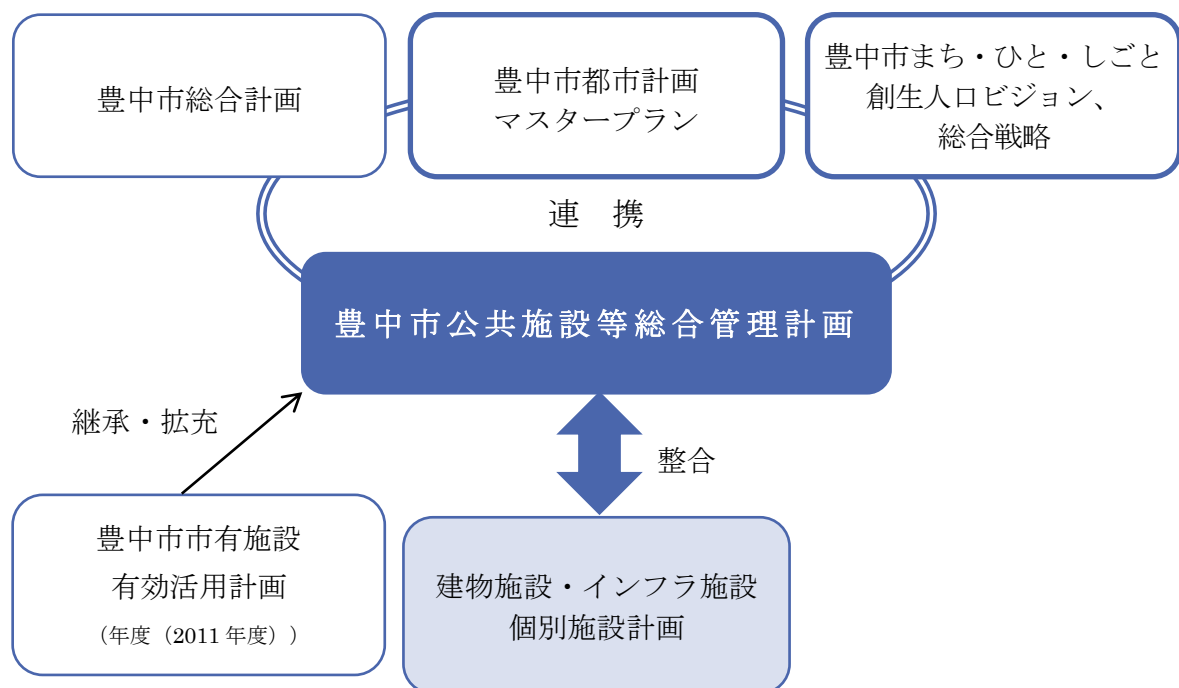 豊中市総合計画
豊中市都市計画
マスタープラン
豊中市まち・ひと・しごと
創生人口ビジョン、
総合戦略
連　携
豊中市公共施設等総合管理計画
継承・拡充
整合
豊中市市有施設
有効活用計画
（年度（2011 年度））
建物施設・インフラ施設
個別施設計画